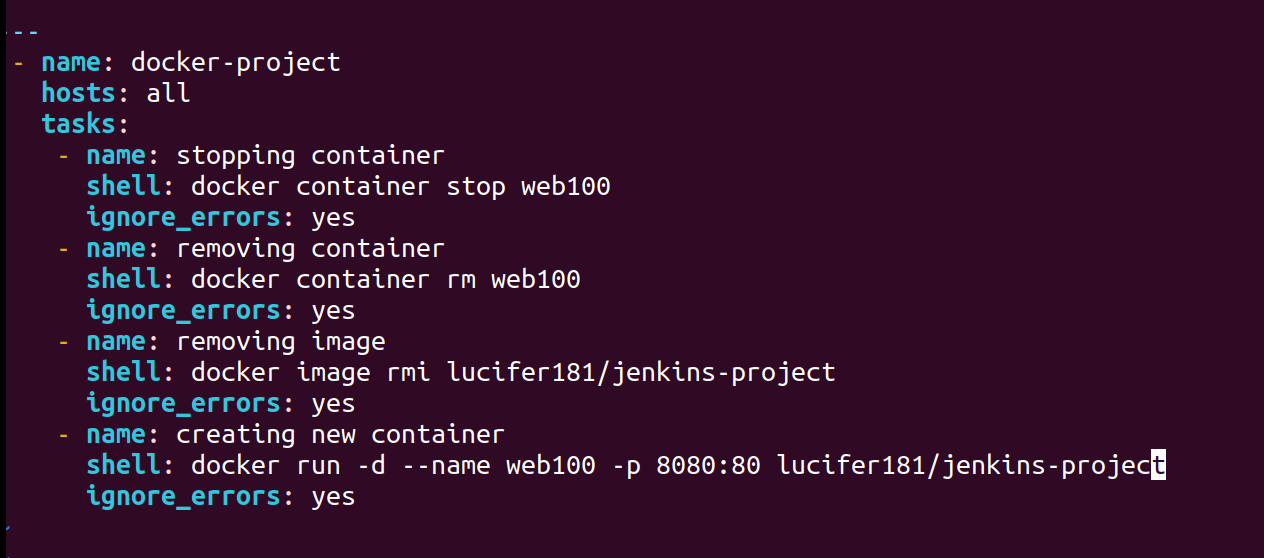 ---
- name: docker-project
  hosts: all
  tasks:
   - name: stopping container
     shell: docker container stop web100
     ignore_errors: yes
   - name: removing container
     shell: docker container rm web100
     ignore_errors: yes
   - name: removing image
     shell: docker image rmi lucifer181/jenkins-project
     ignore_errors: yes
   - name: creating new container
     shell: docker run -d --name web100 -p 8080:80 lucifer181/jenkins-project
     ignore_errors: yes